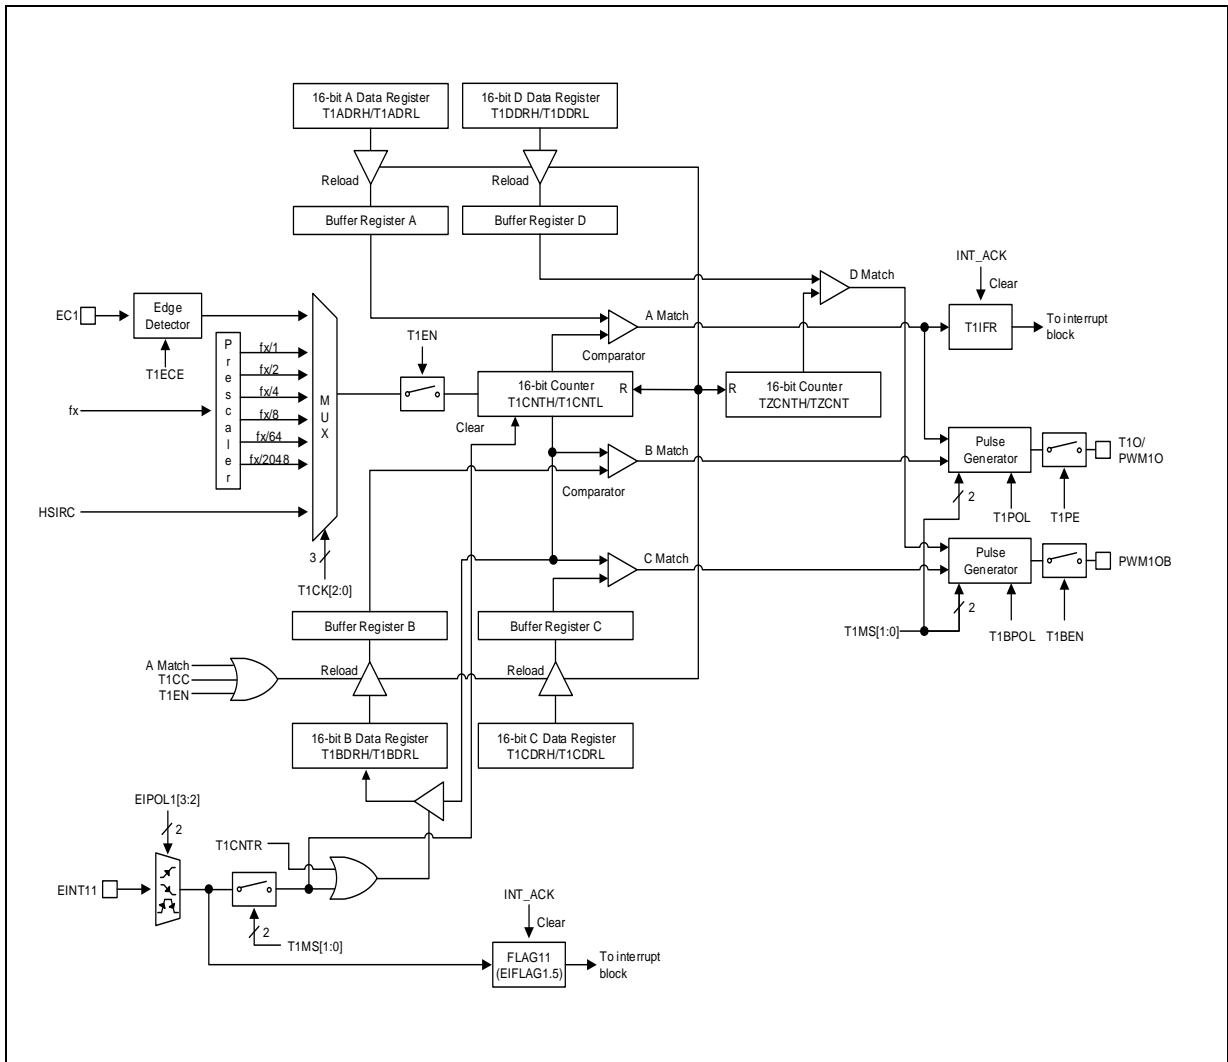 16-bit A Data Register
T1ADRH/T1ADRL
16-bit D Data Register
T1DDRH/T1DDRL
Reload
Reload
Buffer Register A
Buffer Register D
INT_ACK
Clear
D Match
EC1
Edge
Detector
T1ECE
A Match
T1IFR
To interrupt
block
Comparator
T1EN
fx
Prescaler
fx/1
fx/2
fx/4
fx/8
fx/64
fx/2048
MUX
16-bit Counter
T1CNTH/T1CNTL
R
R
16-bit Counter
TZCNTH/TZCNT
Clear
B Match
Comparator
Pulse
Generator
T1O/
PWM1O
2
T1POL
T1PE
HSIRC
3
T1CK[2:0]
C Match
Pulse
Generator
PWM1OB
2
T1MS[1:0]
T1BPOL
T1BEN
Buffer Register B
Buffer Register C
A Match
T1CC
T1EN
Reload
Reload
16-bit B Data Register
T1BDRH/T1BDRL
16-bit C Data Register
T1CDRH/T1CDRL
EIPOL1[3:2]
2
T1CNTR
EINT11
2
T1MS[1:0]
INT_ACK
Clear
FLAG11
(EIFLAG1.5)
To interrupt
block